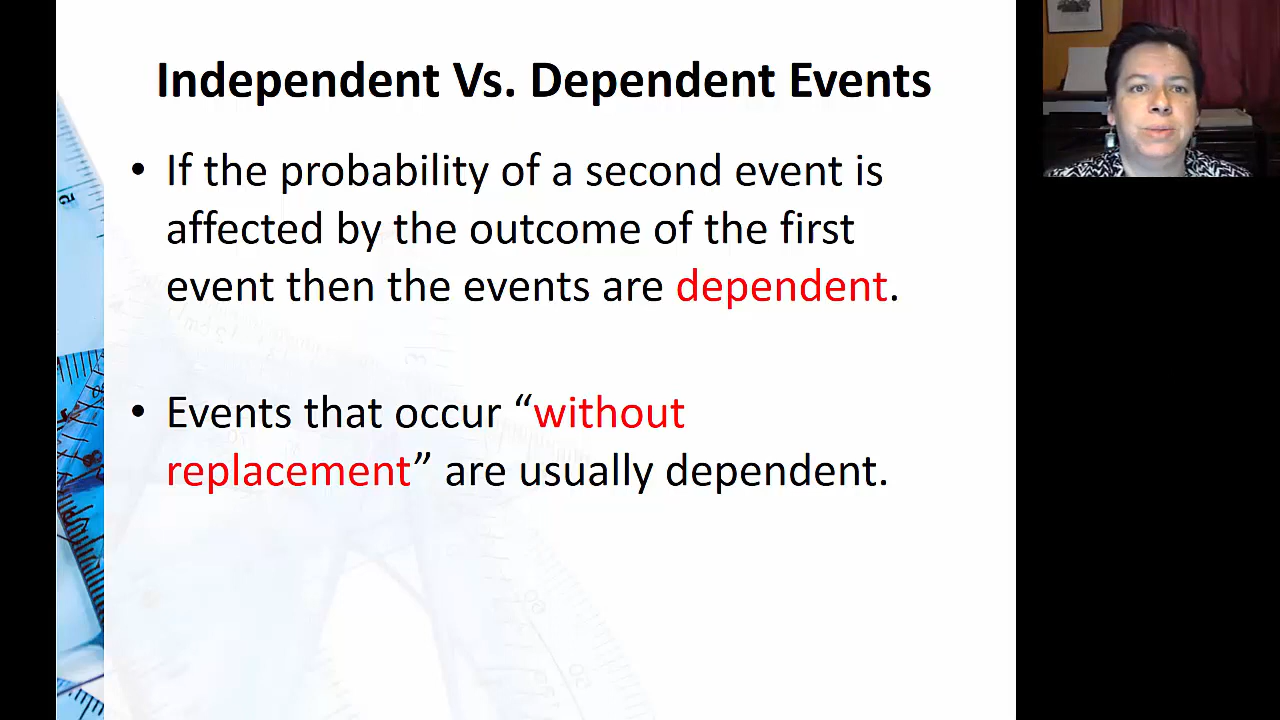 Independent Vs. Dependent Events
• If the probability of a second event is
affected by the outcome of the first
event then the events are dependent.
• Events that occur “without
replacement” are usually dependent.